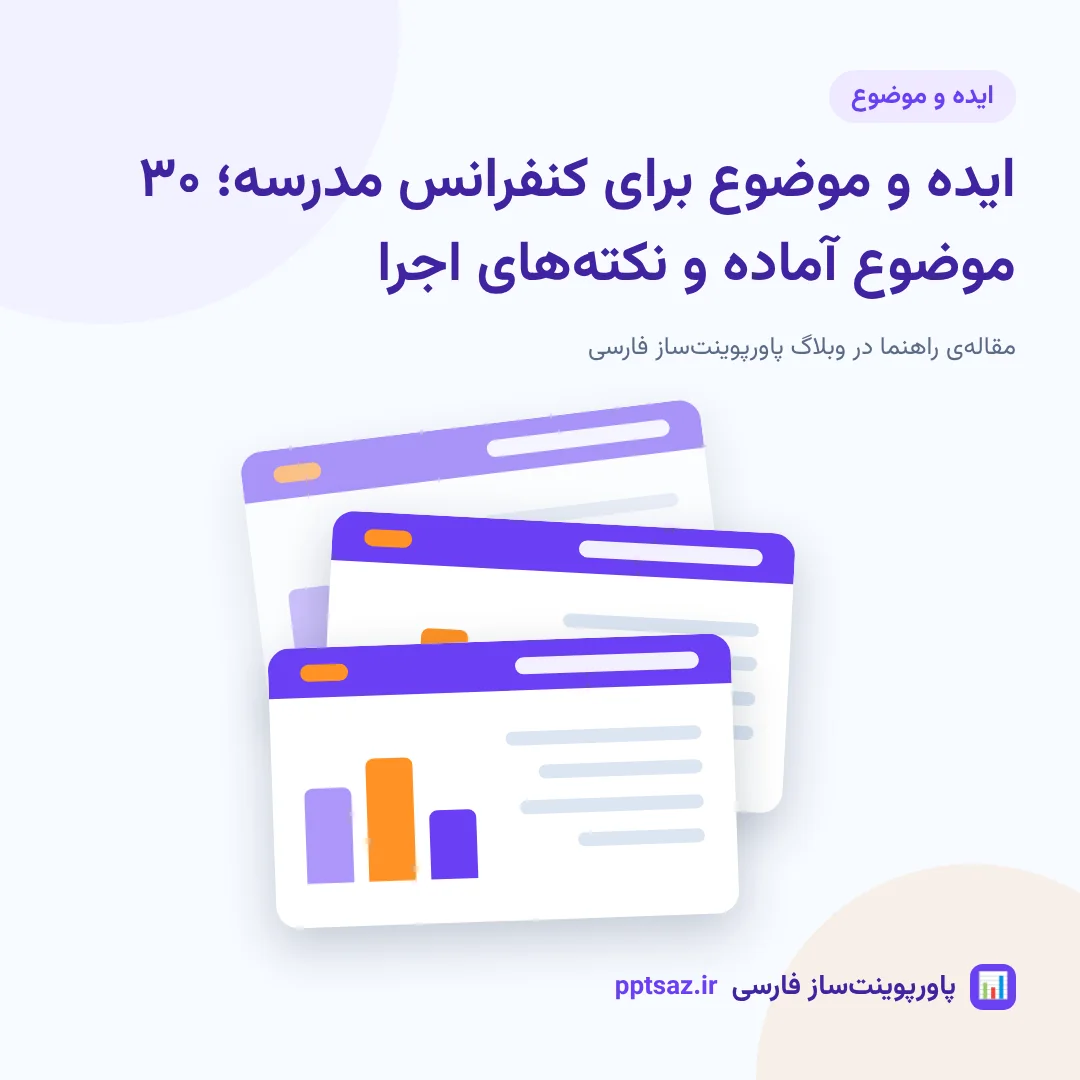 ایده و موضوع
ایده و موضوع برای کنفرانس مدرسه؛ ۳۰
موضوع آماده و نکته‌های اجرا
مقاله‌ی راهنما در وبلاگ پاورپوینت‌ساز فارسی
پاورپوینت‌ساز فارسی pptsaz.ir